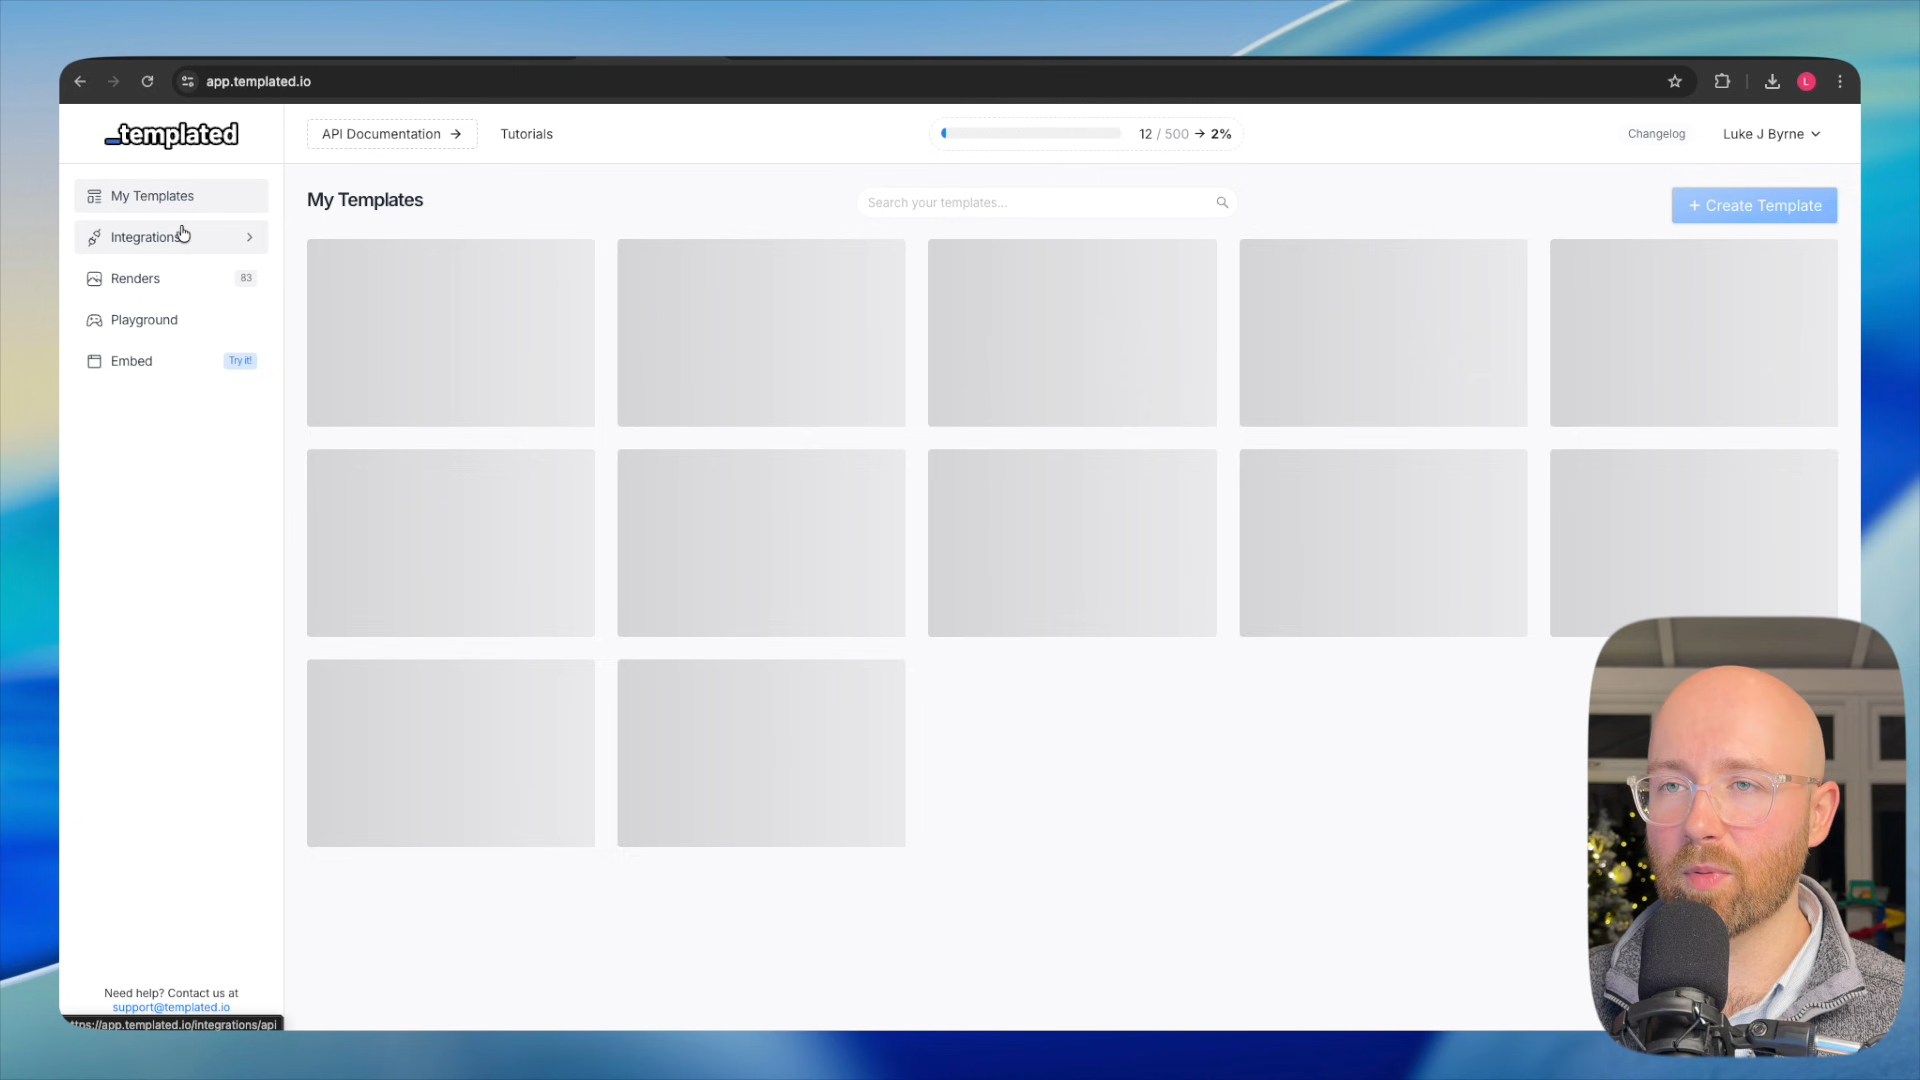 app.templated.io
L
_templated
API Documentation →
Tutorials
12 / 500 → 2%
Changelog
Luke J Byrne
My Templates
Integrations
Renders
83
Playground
Embed
Try it!
My Templates
Search your templates...
+ Create Template
Need help? Contact us at
support@templated.io
ttps://app.templated.io/integrations/api